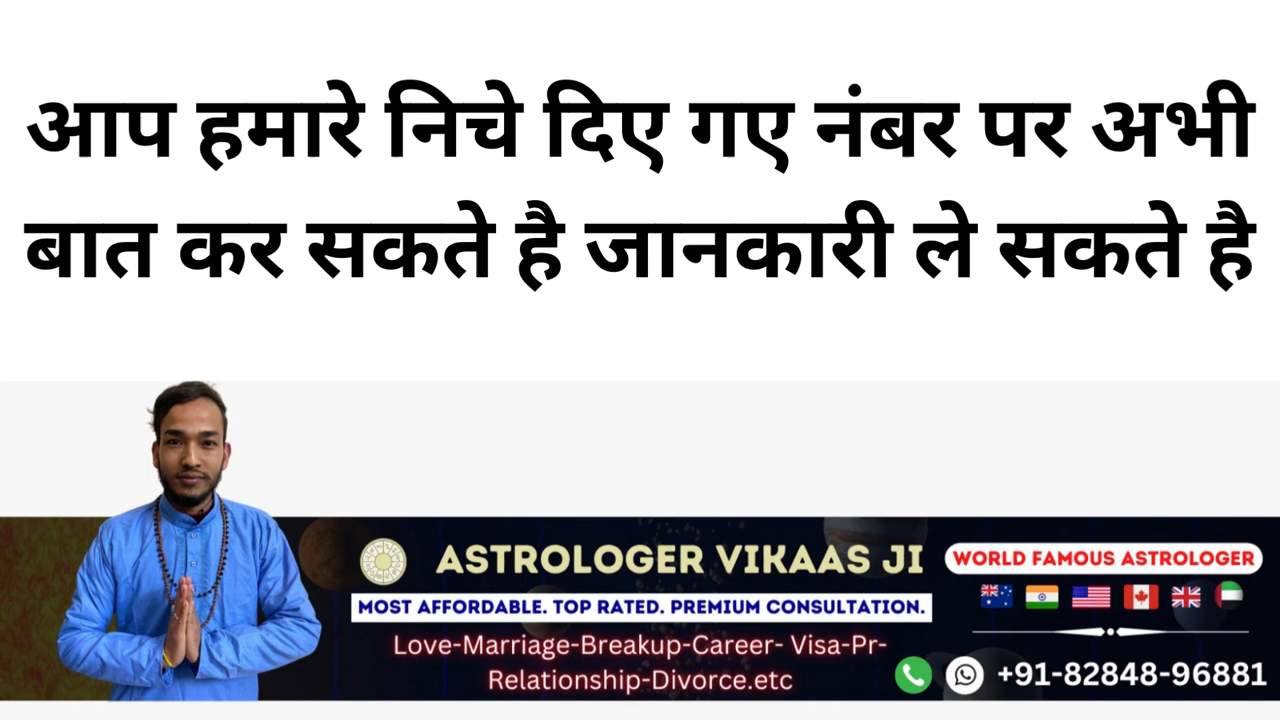 आप हमारे निचे दिए गए नंबर पर अभी
बात कर सकते है जानकारी ले सकते है
ASTROLOGER VIKAAS JI
MOST AFFORDABLE. TOP RATED. PREMIUM CONSULTATION.
Love-Marriage-Breakup-Career- Visa-Pr-
Relationship-Divorce.etc
WORLD FAMOUS ASTROLOGER
+91-82848-96881